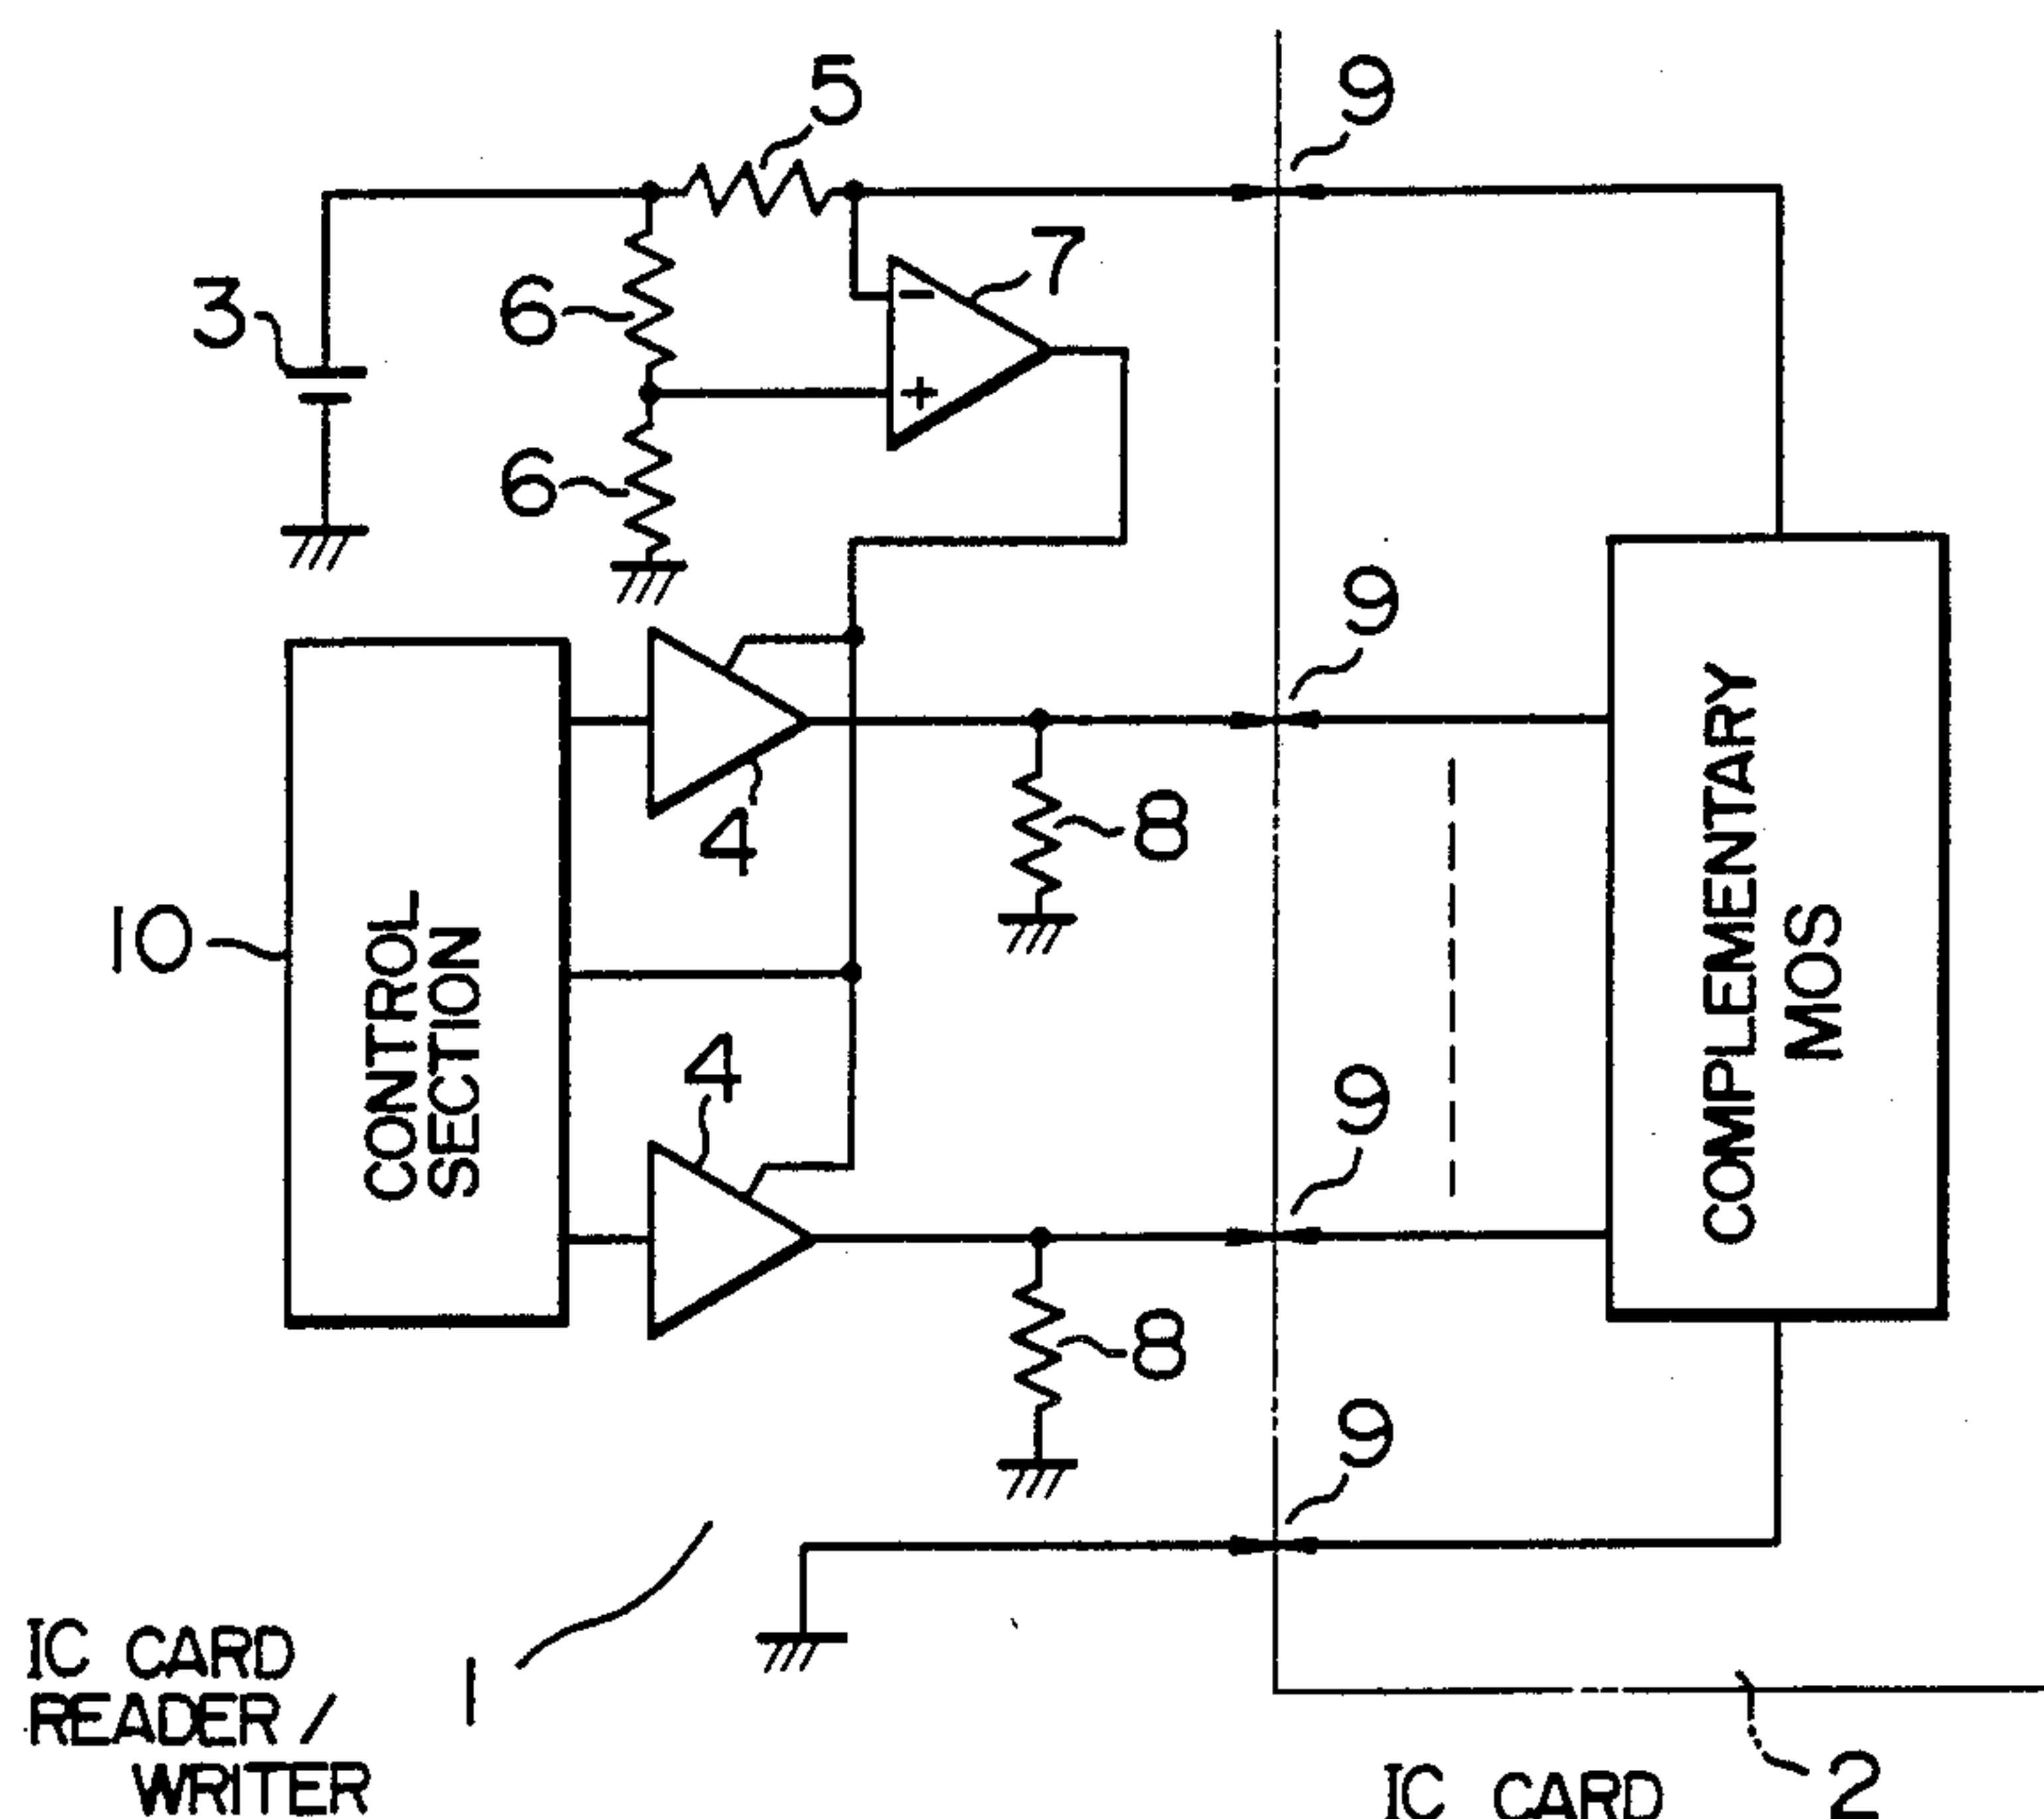 5
9
7
3
6
-
+
6
9
4
8
10
CONTROL
SECTION
COMPLEMENTARY
MOS
4
9
8
9
IC CARD
READER /
WRITER
1
IC CARD
2